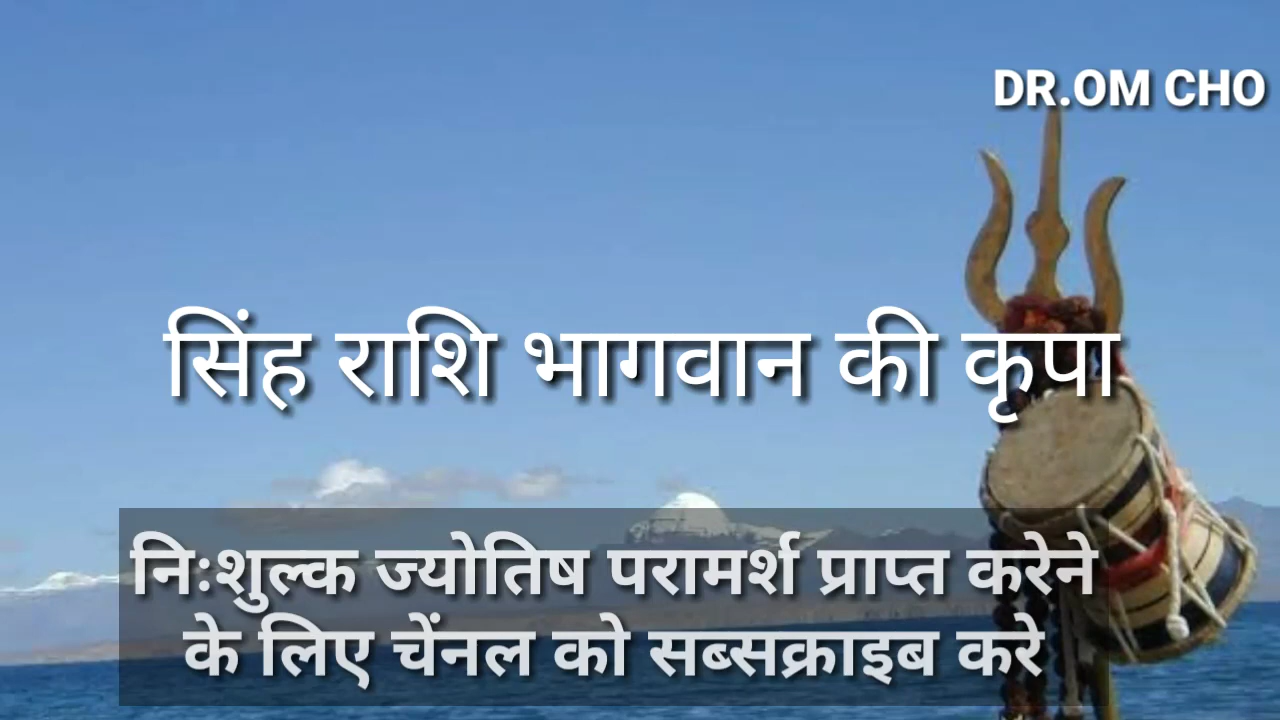 DR.OM CHO
सिंह राशि भागवान की कृपा
निःशुल्क ज्योतिष परामर्श प्राप्त करेने
के लिए चेंनल को सब्सक्राइब करे